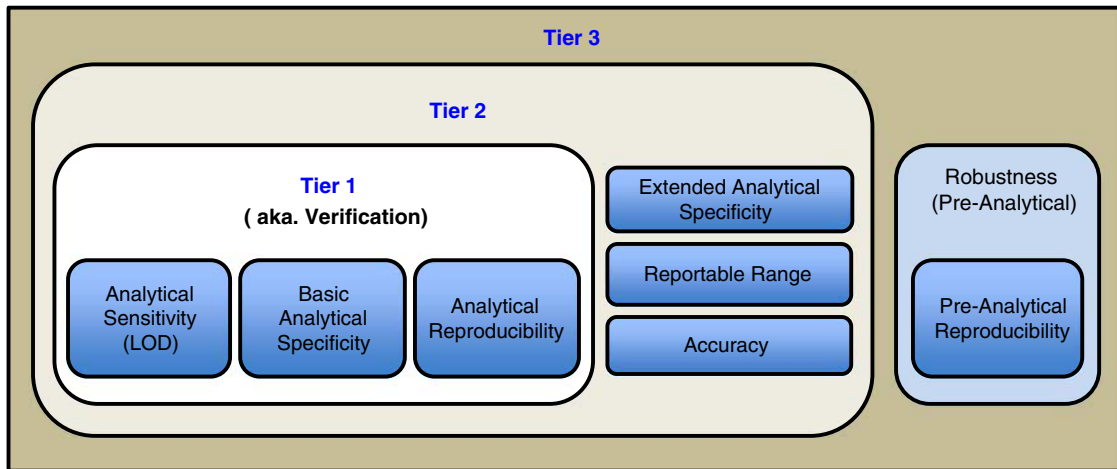 Tier 3
Tier 2
Tier 1
( aka. Verification)
Analytical
Sensitivity
(LOD)
Basic
Analytical
Specificity
Analytical
Reproducibility
Extended Analytical
Specificity
Reportable Range
Accuracy
Robustness
(Pre-Analytical)
Pre-Analytical
Reproducibility